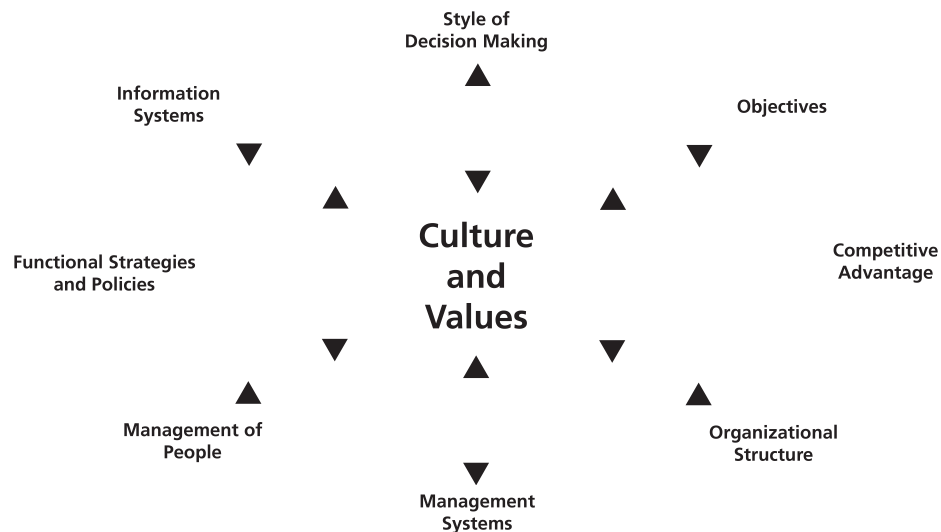 Style of
Decision Making
Information
Systems
Objectives
Culture
and
Values
Functional Strategies
and Policies
Competitive
Advantage
Management of
People
Organizational
Structure
Management
Systems